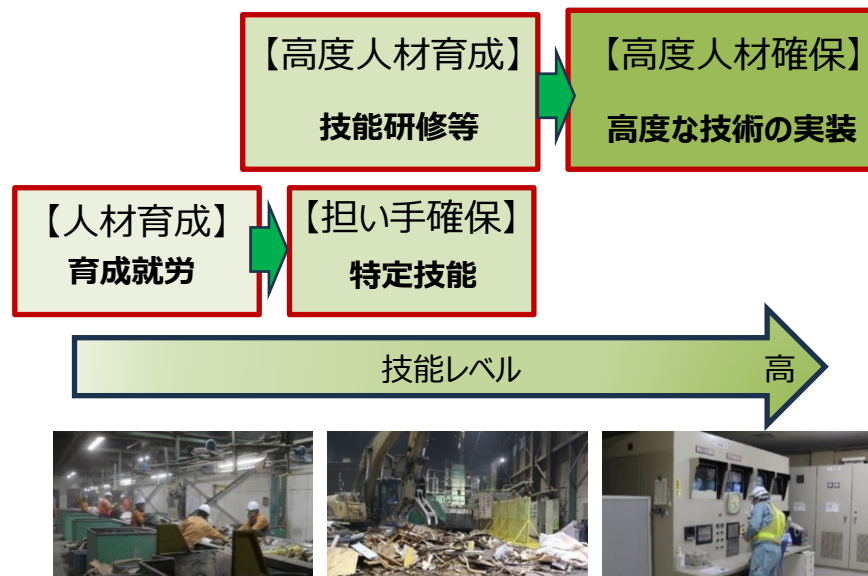 【高度人材育成】
技能研修等
【高度人材確保】
高度な技術の実装
【人材育成】
育成就労
【担い手確保】
特定技能
技能レベル
高